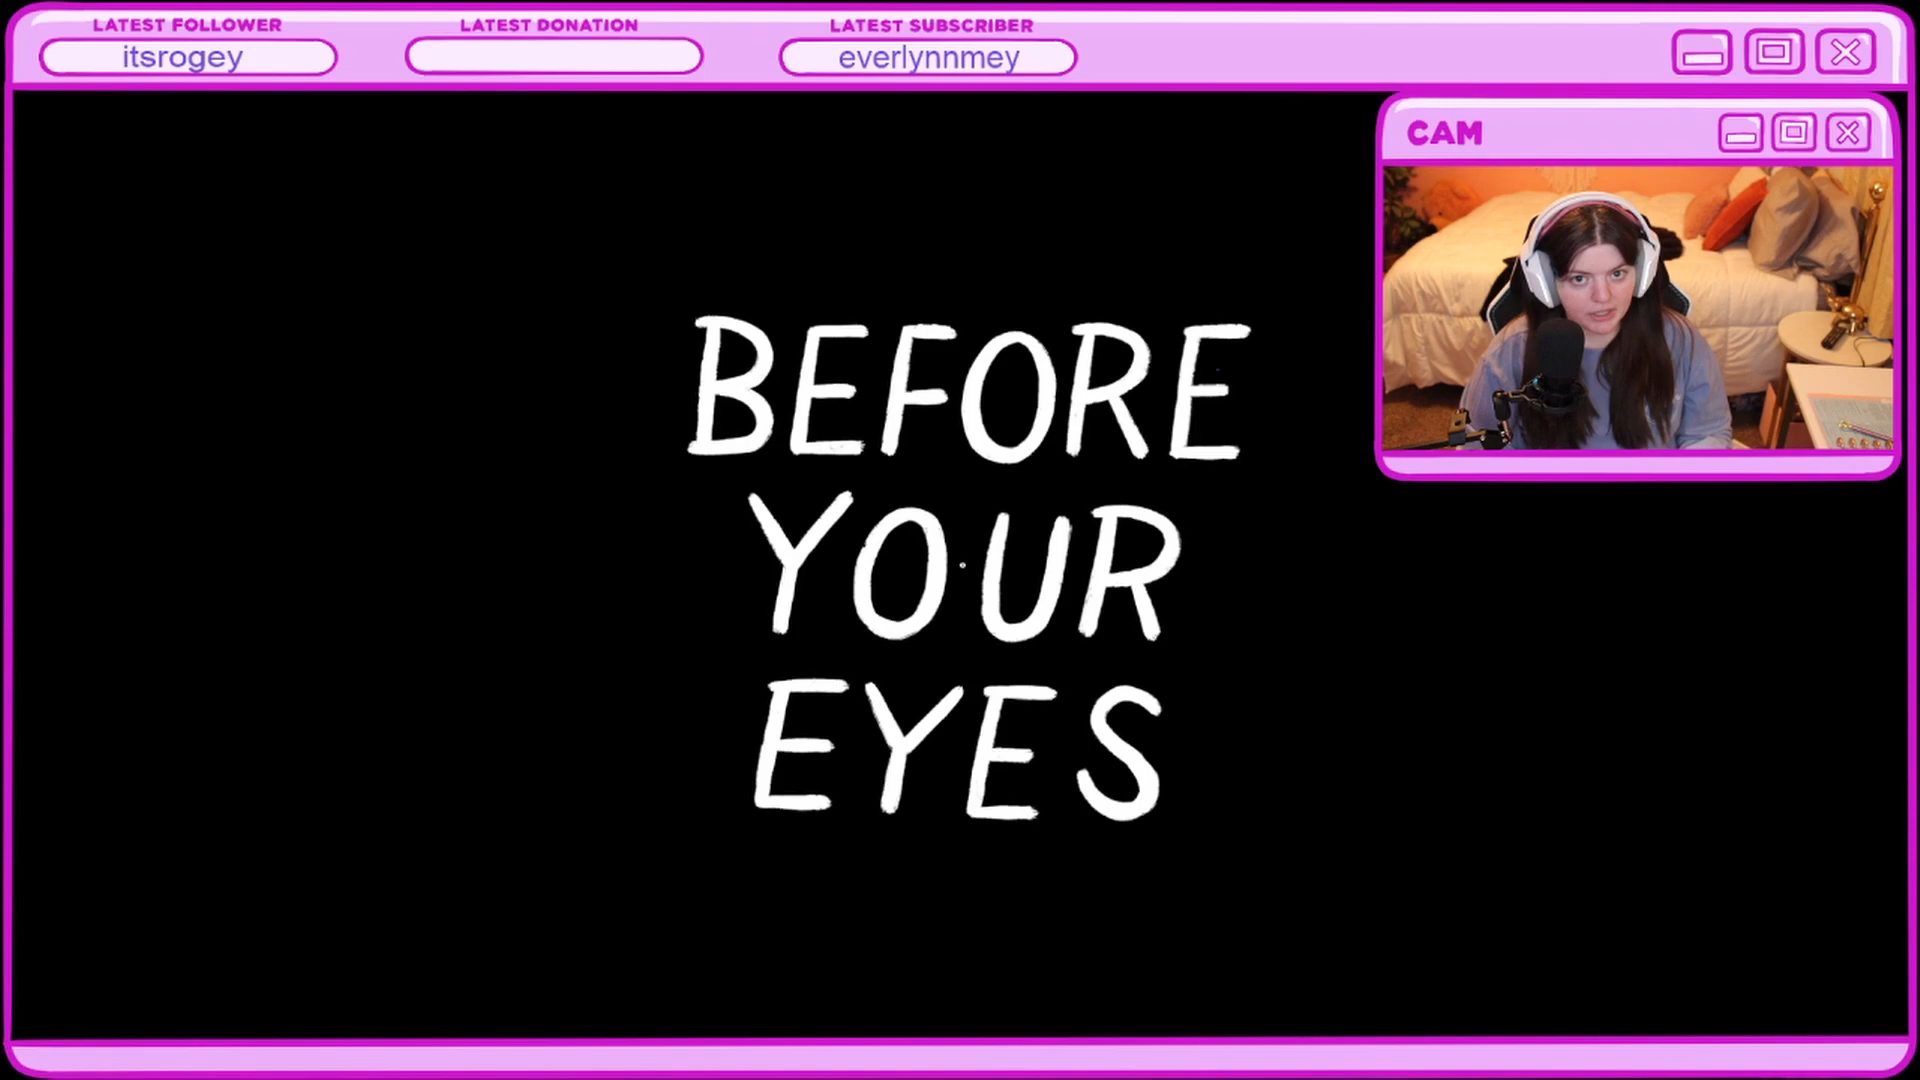 LATEST FOLLOWER
itsrogey
LATEST DONATION
LATEST SUBSCRIBER
everlynnmey
CAM
BEFORE
YOUR
EYES